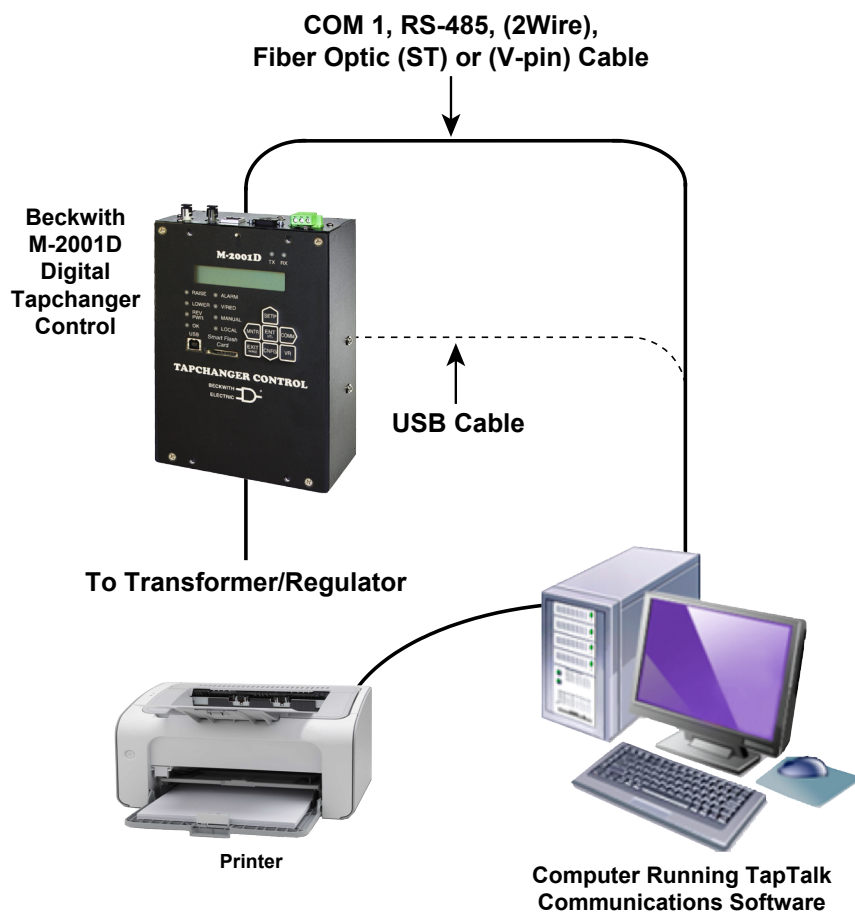 COM 1, RS-485, (2Wire),
Fiber Optic (ST) or (V-pin) Cable
Beckwith
M-2001D
Digital
Tapchanger
Control
M-2001D
TX RX
RAISE ALARM
LOWER V/RED
REV
PWR MANUAL
OK LOCAL
USB Smart Flash
Card
SETP
MNTR ENT COMM
EXIT CNFG VR
TAPCHANGER CONTROL
BECKWITH
ELECTRIC
USB Cable
To Transformer/Regulator
Printer
Computer Running TapTalk
Communications Software